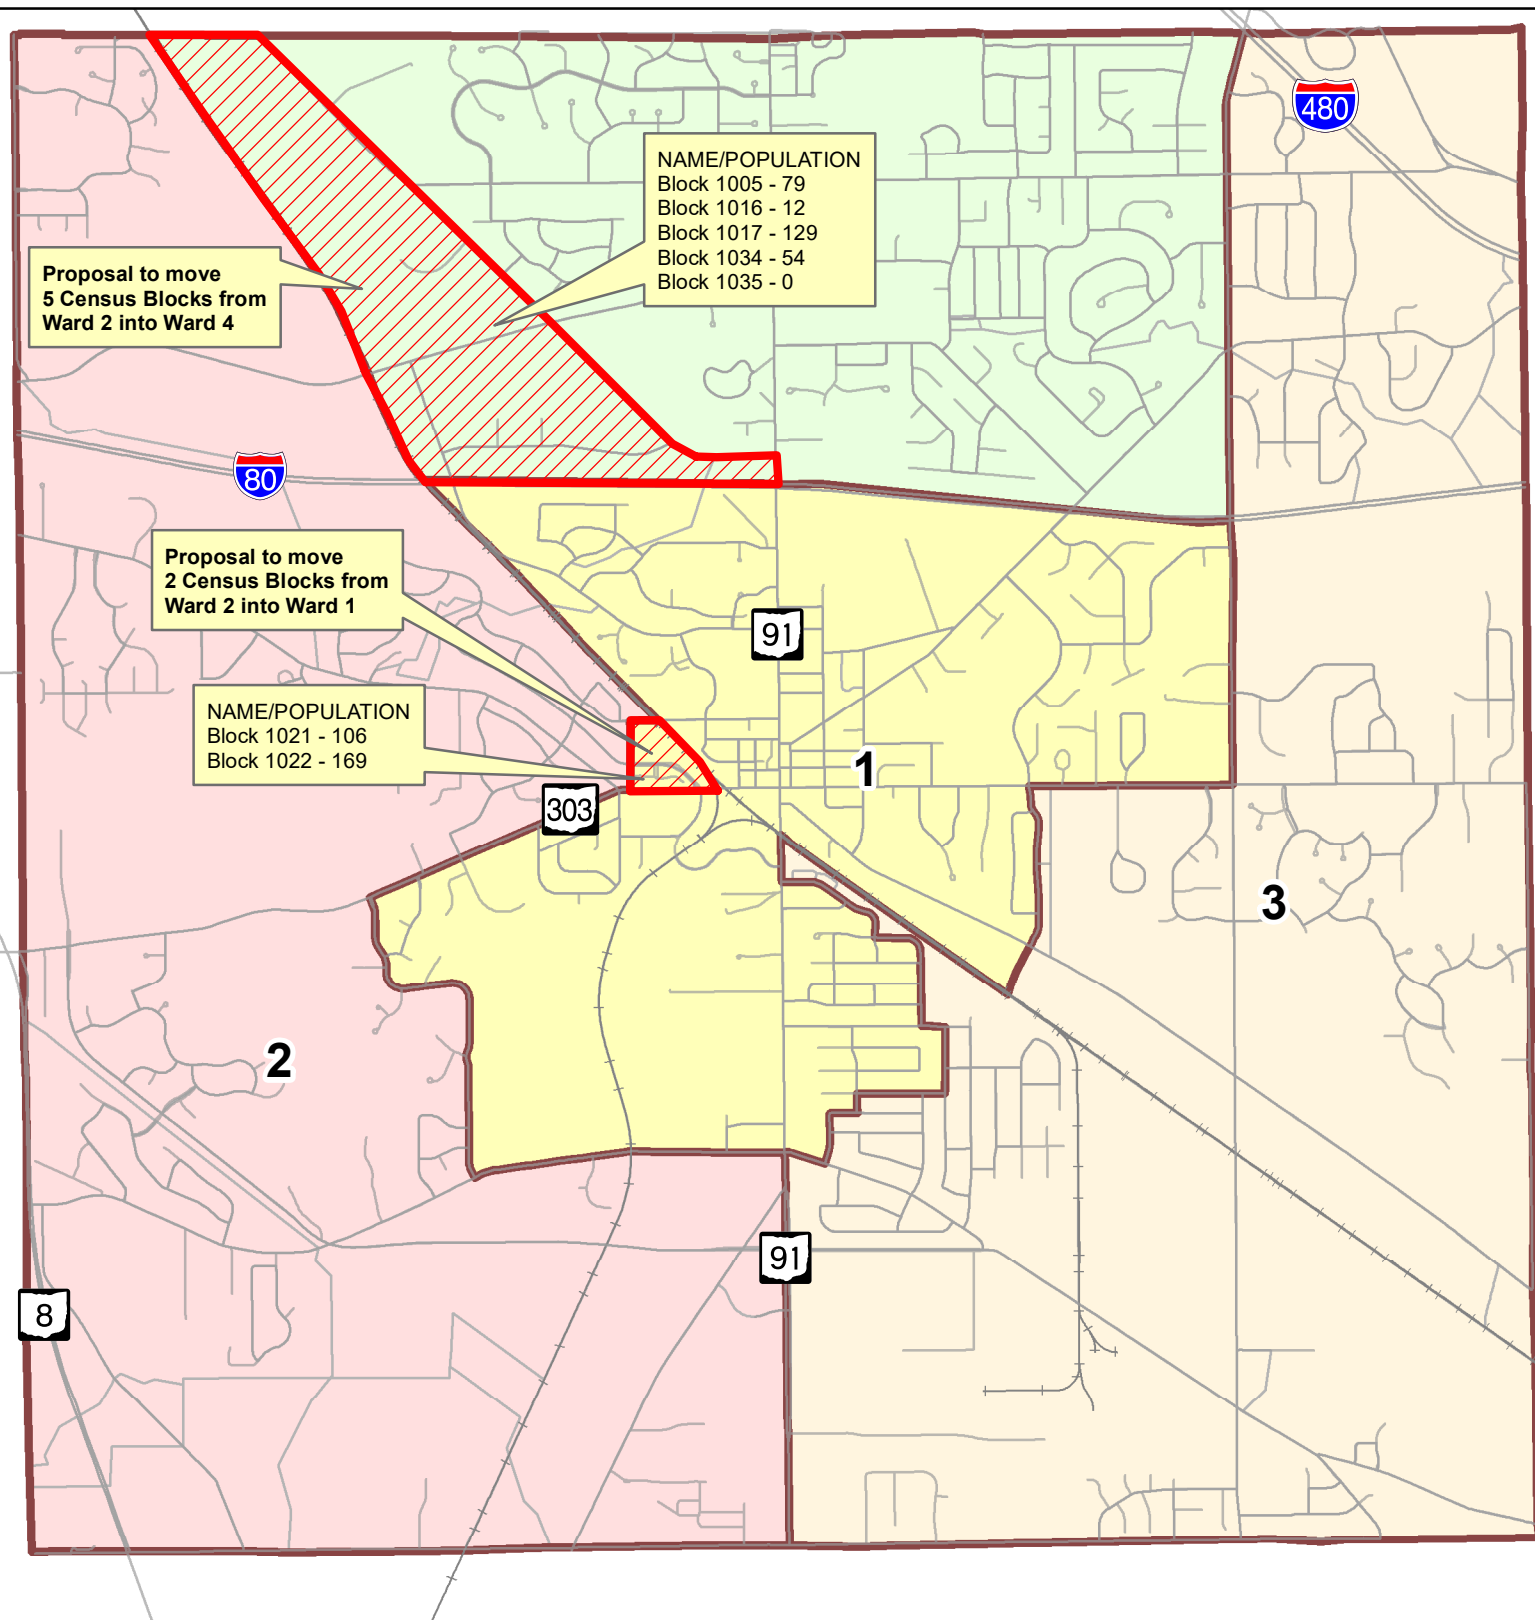 480
NAME/POPULATION
Block 1005 - 79
Block 1016 - 12
Block 1017 - 129
Block 1034 - 54
Block 1035 - 0
Proposal to move
5 Census Blocks from
Ward 2 into Ward 4
80
Proposal to move
2 Census Blocks from
Ward 2 into Ward 1
91
NAME/POPULATION
Block 1021 - 106
Block 1022 - 169
1
303
3
2
91
8